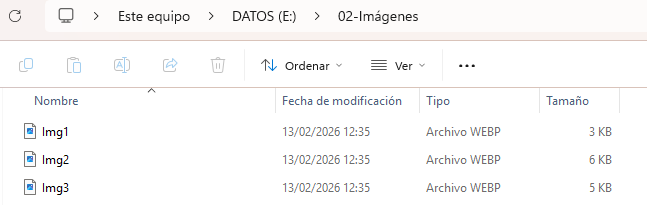 Este equipo > DATOS (E:) > 02-Imágenes >
Ordenar Ver ...
Nombre Fecha de modificación Tipo Tamaño
Img1 13/02/2026 12:35 Archivo WEBP 3 KB
Img2 13/02/2026 12:35 Archivo WEBP 6 KB
Img3 13/02/2026 12:35 Archivo WEBP 5 KB